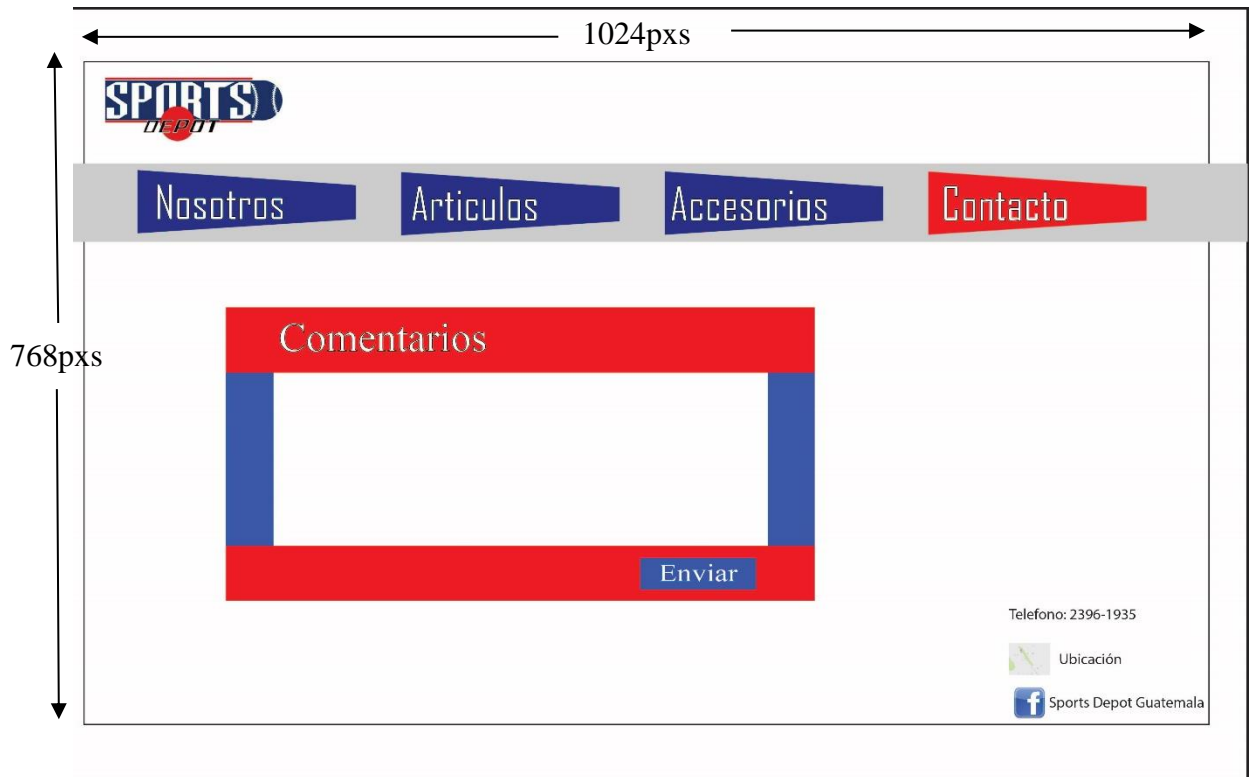 1024pxs
SPORTS
DEPOT
Nosotros Articulos Accesorios Contacto
768pxs
Comentarios
Enviar
Telefono: 2396-1935
Ubicación
f Sports Depot Guatemala